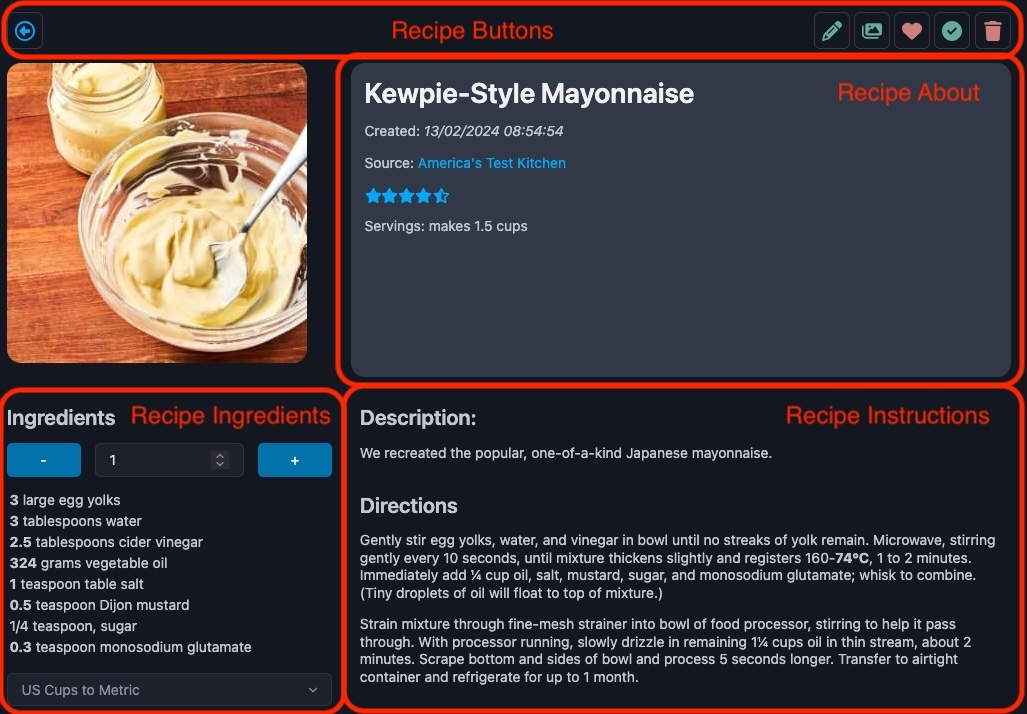 Recipe Buttons
Kewpie-Style Mayonnaise
Recipe About
Created: 13/02/2024 08:54:54
Source: America's Test Kitchen
Servings: makes 1.5 cups
Ingredients
Recipe Ingredients
- 1 +
3 large egg yolks
3 tablespoons water
2.5 tablespoons cider vinegar
324 grams vegetable oil
1 teaspoon table salt
0.5 teaspoon Dijon mustard
1/4 teaspoon, sugar
0.3 teaspoon monosodium glutamate
US Cups to Metric
Description:
Recipe Instructions
We recreated the popular, one-of-a-kind Japanese mayonnaise.
Directions
Gently stir egg yolks, water, and vinegar in bowl until no streaks of yolk remain. Microwave, stirring
gently every 10 seconds, until mixture thickens slightly and registers 160-74°C, 1 to 2 minutes.
Immediately add ¼ cup oil, salt, mustard, sugar, and monosodium glutamate; whisk to combine.
(Tiny droplets of oil will float to top of mixture.)
Strain mixture through fine-mesh strainer into bowl of food processor, stirring to help it pass
through. With processor running, slowly drizzle in remaining 1¼ cups oil in thin stream, about 2
minutes. Scrape bottom and sides of bowl and process 5 seconds longer. Transfer to airtight
container and refrigerate for up to 1 month.